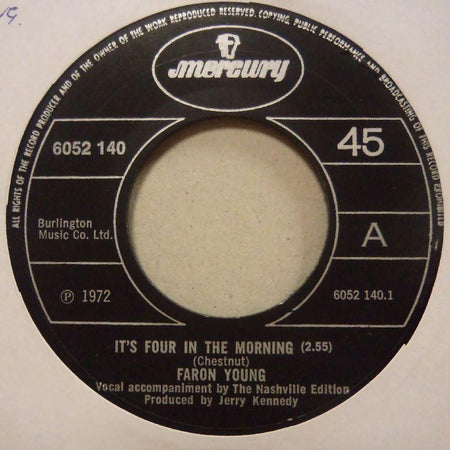 ALL RIGHTS OF THE RECORD PRODUCER AND OF THE OWNER OF THE WORK REPRODUCED RESERVED. COPYING, PUBLIC PERFORMANCE AND BROADCASTING OF THIS RECORD PROHIBITED
mercury
6052 140
45
Burlington
Music Co. Ltd.
A
℗ 1972
6052 140.1
IT'S FOUR IN THE MORNING (2.55)
(Chestnut)
FARON YOUNG
Vocal accompaniment by The Nashville Edition
Produced by Jerry Kennedy